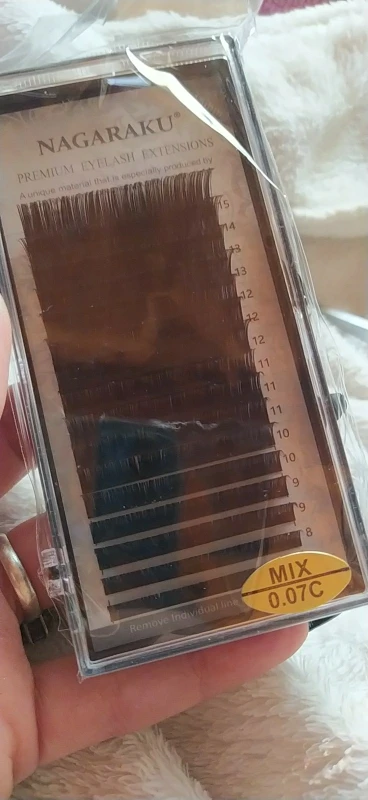 NAGARAKU®
PREMIUM EYELASH EXTENSIONS
A unique material that is especially produced by
15
14
13
13
12
12
12
11
11
11
10
10
9
9
8
MIX
0.07C
Remove Individual line